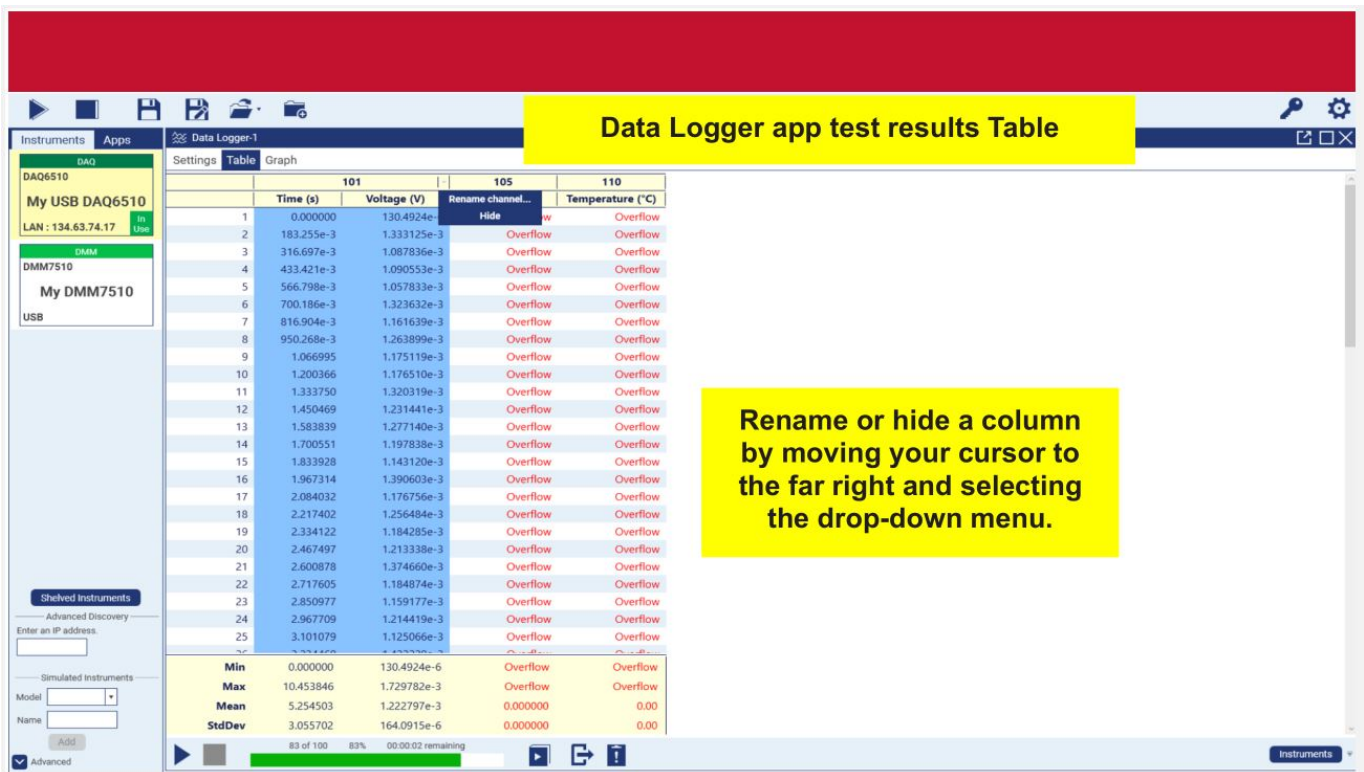 Data Logger app test results Table
Instruments Apps
Data Logger-1
DAQ
DAQ6510
My USB DAQ6510
LAN : 134.63.74.17
In
Use
DMM
DMM7510
My DMM7510
USB
Shelved Instruments
Advanced Discovery
Enter an IP address.
Simulated Instruments
Model
Name
Add
Advanced
Settings Table Graph
101 105 110
Time (s) Voltage (V) Rename channel... Temperature (°C)
Hide
1 0.000000 130.4924e- w Overflow
2 183.255e-3 1.333125e-3 Overflow Overflow
3 316.697e-3 1.087836e-3 Overflow Overflow
4 433.421e-3 1.090553e-3 Overflow Overflow
5 566.798e-3 1.057833e-3 Overflow Overflow
6 700.186e-3 1.323632e-3 Overflow Overflow
7 816.904e-3 1.161639e-3 Overflow Overflow
8 950.268e-3 1.263899e-3 Overflow Overflow
9 1.066995 1.175119e-3 Overflow Overflow
10 1.200366 1.176510e-3 Overflow Overflow
11 1.333750 1.320319e-3 Overflow Overflow
12 1.450469 1.231441e-3 Overflow Overflow
13 1.583839 1.277140e-3 Overflow Overflow
14 1.700551 1.197838e-3 Overflow Overflow
15 1.833928 1.143120e-3 Overflow Overflow
16 1.967314 1.390603e-3 Overflow Overflow
17 2.084032 1.176756e-3 Overflow Overflow
18 2.217402 1.256484e-3 Overflow Overflow
19 2.334122 1.184285e-3 Overflow Overflow
20 2.467497 1.213338e-3 Overflow Overflow
21 2.600878 1.374660e-3 Overflow Overflow
22 2.717605 1.184874e-3 Overflow Overflow
23 2.850977 1.159177e-3 Overflow Overflow
24 2.967709 1.214419e-3 Overflow Overflow
25 3.101079 1.125066e-3 Overflow Overflow
Min 0.000000 130.4924e-6 Overflow Overflow
Max 10.453846 1.729782e-3 Overflow Overflow
Mean 5.254503 1.222797e-3 0.000000 0.00
StdDev 3.055702 164.0915e-6 0.000000 0.00
83 of 100 83% 00:00:02 remaining
Instruments
Rename or hide a column
by moving your cursor to
the far right and selecting
the drop-down menu.